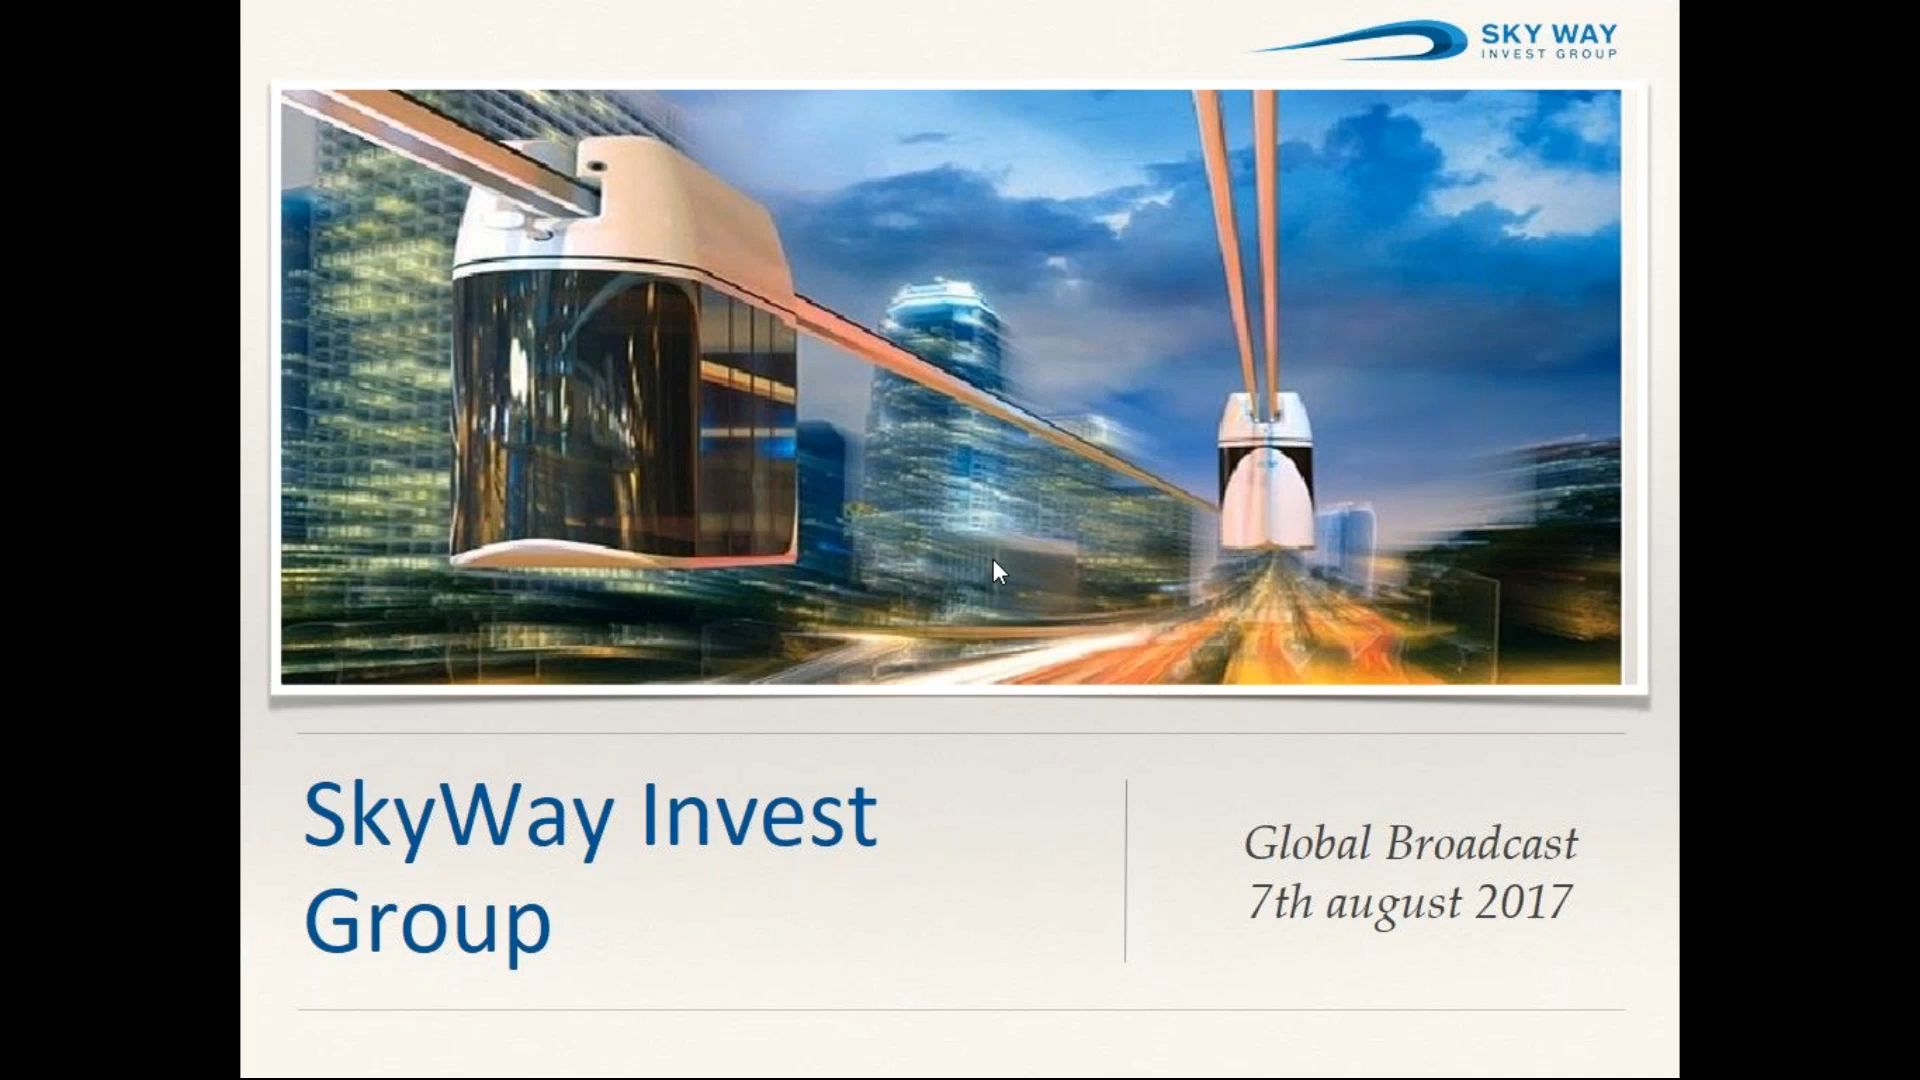 SKY WAY
INVEST GROUP
SkyWay Invest
Group
Global Broadcast
7th august 2017